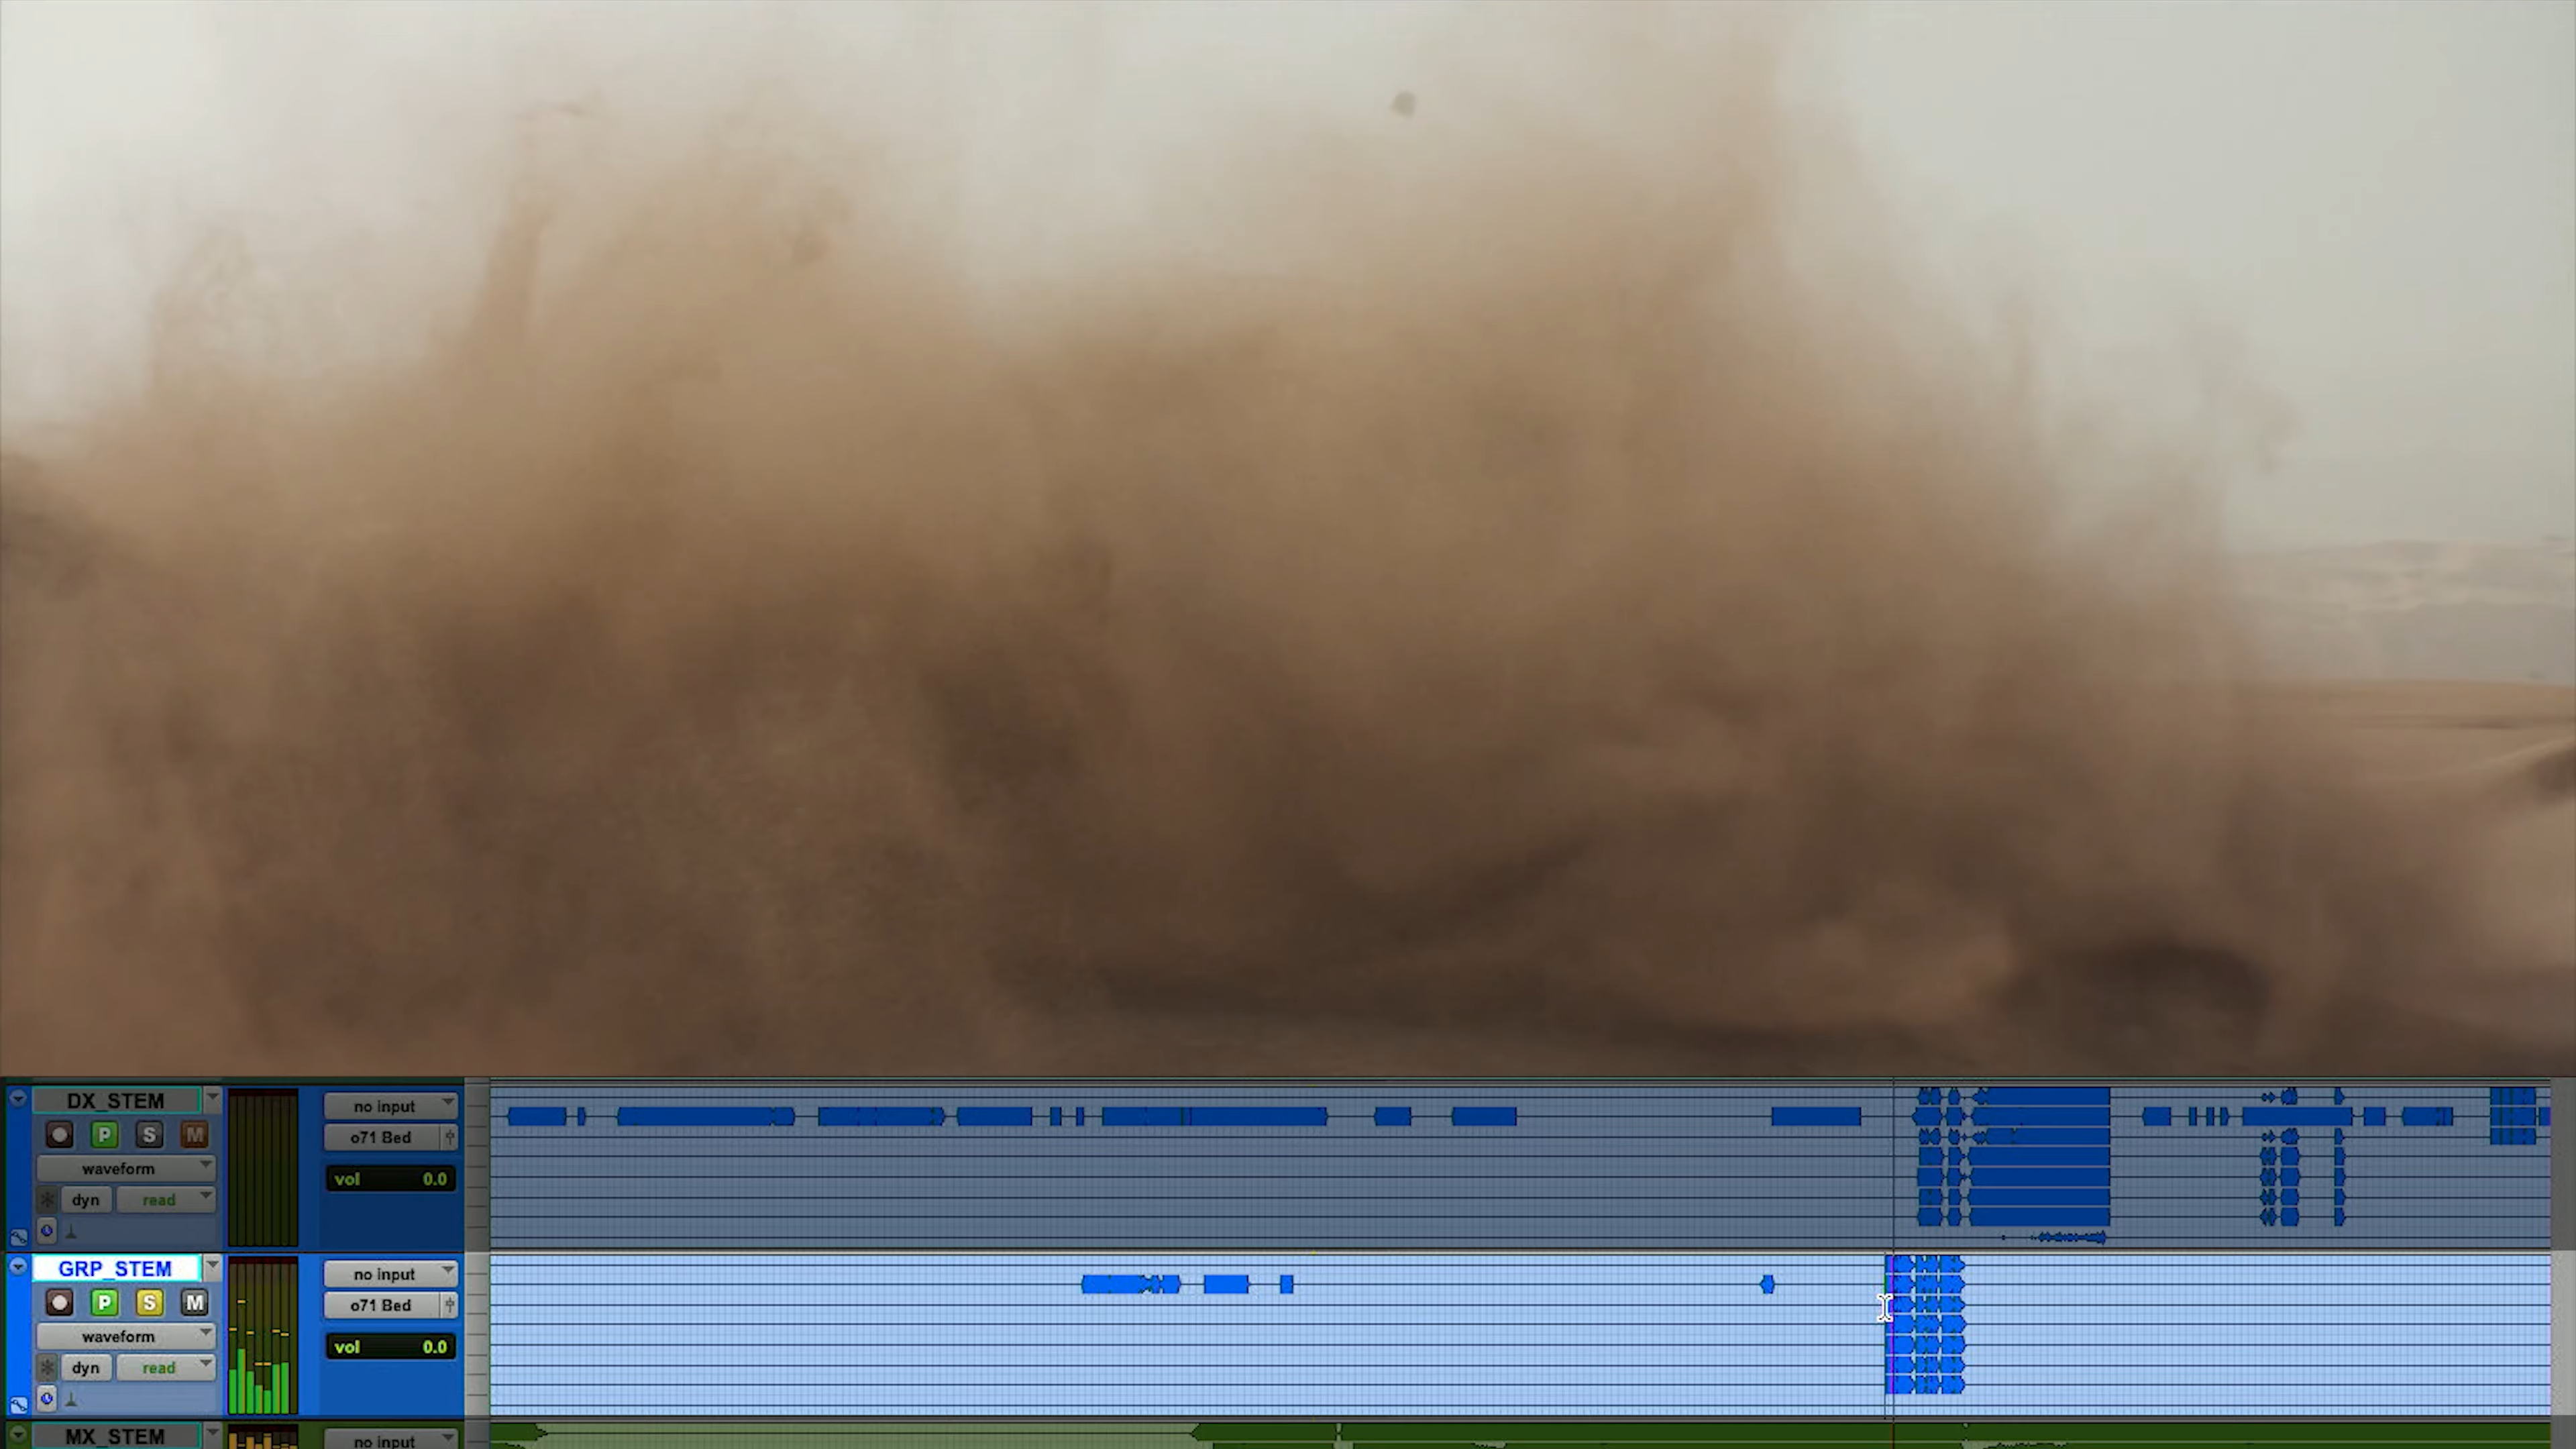 DX_STEM
no input
P S M
o71 Bed
waveform
vol 0.0
dyn read
GRP_STEM
no input
P S M
o71 Bed
waveform
vol 0.0
dyn read
MX_STEM
no input